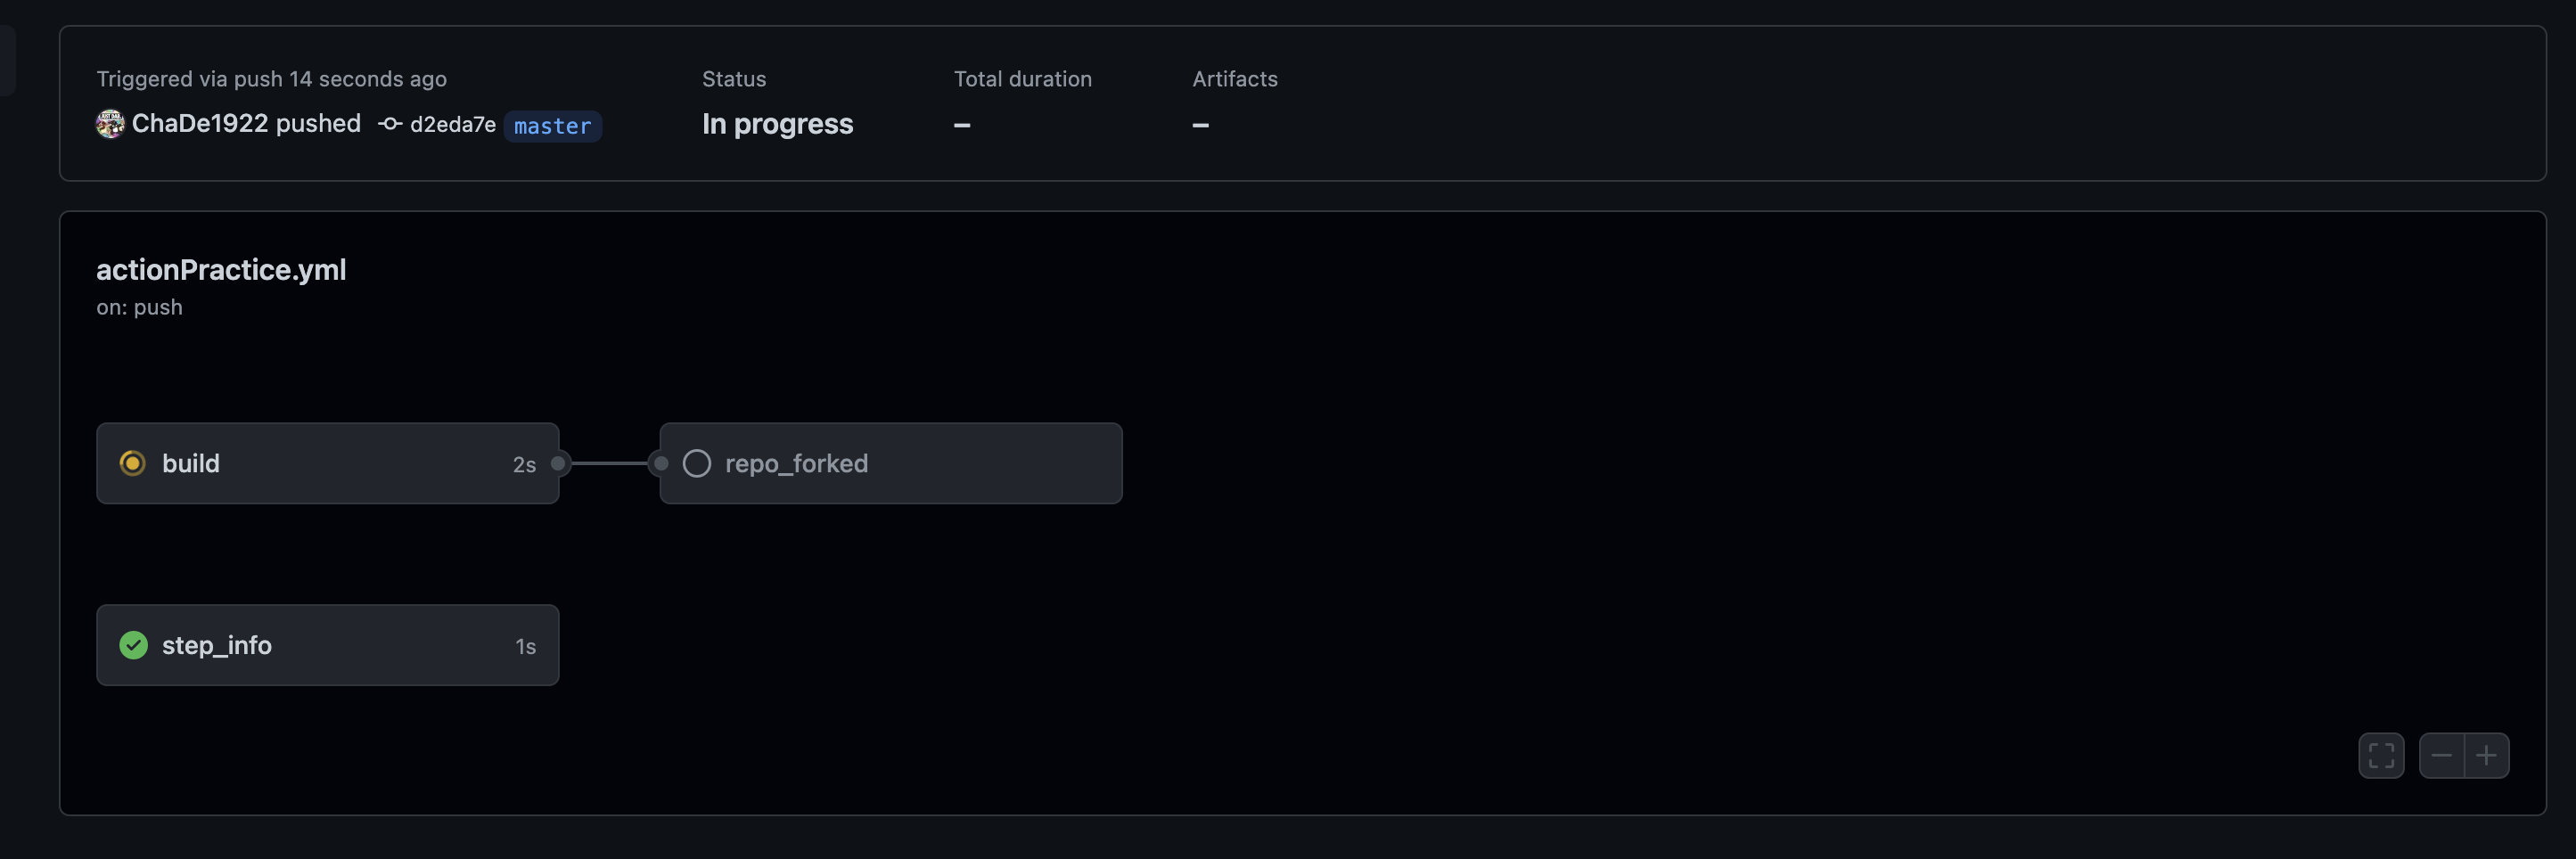 Triggered via push 14 seconds ago
ChaDe1922 pushed d2eda7e master
Status
In progress
Total duration
–
Artifacts
–
actionPractice.yml
on: push
build 2s
repo_forked
step_info 1s